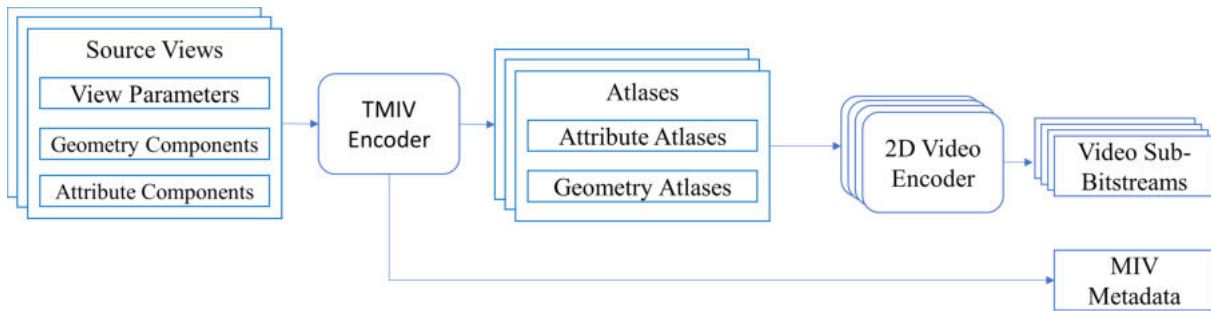 Source Views
View Parameters
Geometry Components
Attribute Components
TMIV
Encoder
Atlases
Attribute Atlases
Geometry Atlases
2D Video
Encoder
Video Sub-
Bitstreams
MIV
Metadata